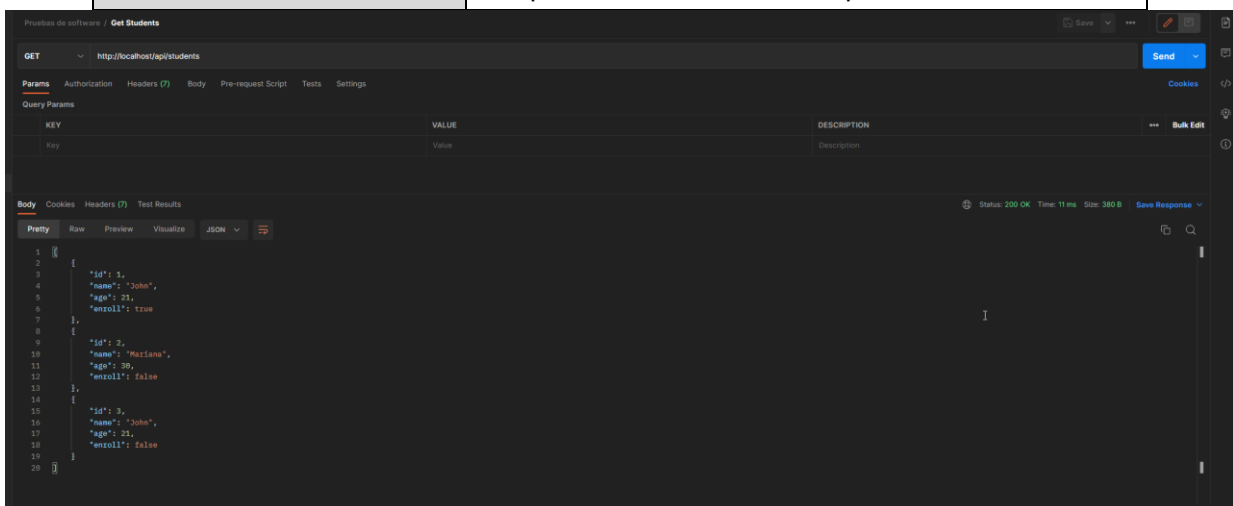 Pruebas de software / Get Students
Save
GET http://localhost/api/students Send
Params Authorization Headers (7) Body Pre-request Script Tests Settings Cookies
Query Params
KEY VALUE DESCRIPTION Bulk Edit
Key Value Description
Body Cookies Headers (7) Test Results Status: 200 OK Time: 11 ms Size: 380 B Save Response
Pretty Raw Preview Visualize JSON
1 [
2 {
3 "id": 1,
4 "name": "John",
5 "age": 21,
6 "enroll": true
7 },
8 {
9 "id": 2,
10 "name": "Mariana",
11 "age": 30,
12 "enroll": false
13 },
14 {
15 "id": 3,
16 "name": "John",
17 "age": 21,
18 "enroll": false
19 }
20 ]